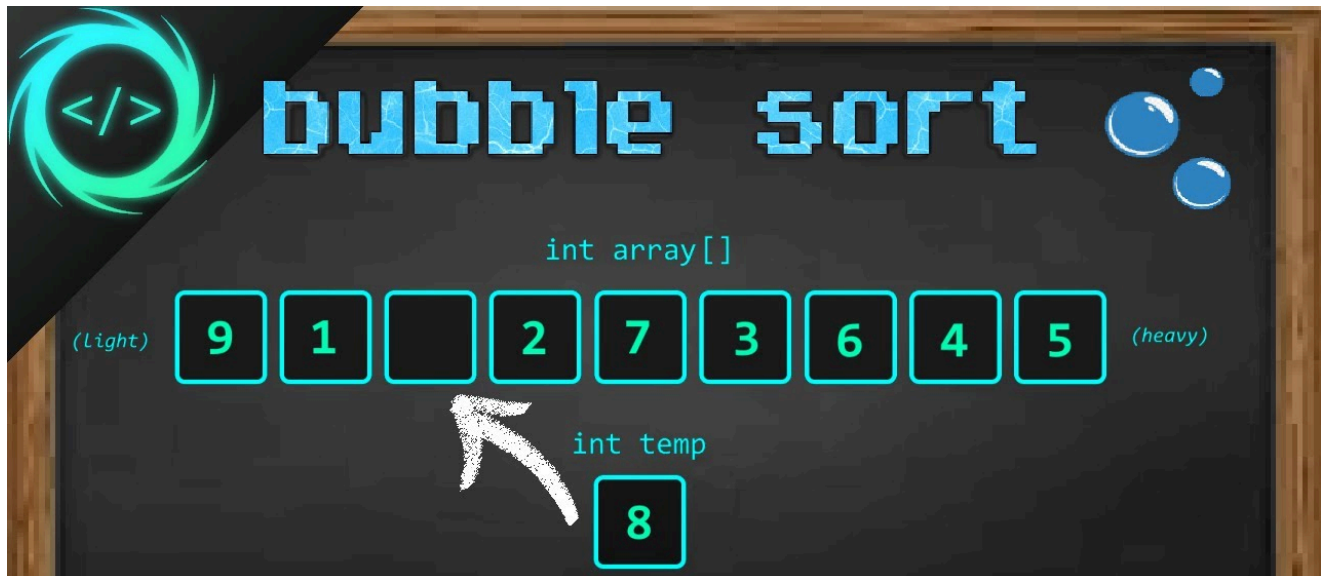 </>
bubble sort
int array[]
(light) 9 1 2 7 3 6 4 5 (heavy)
int temp
8